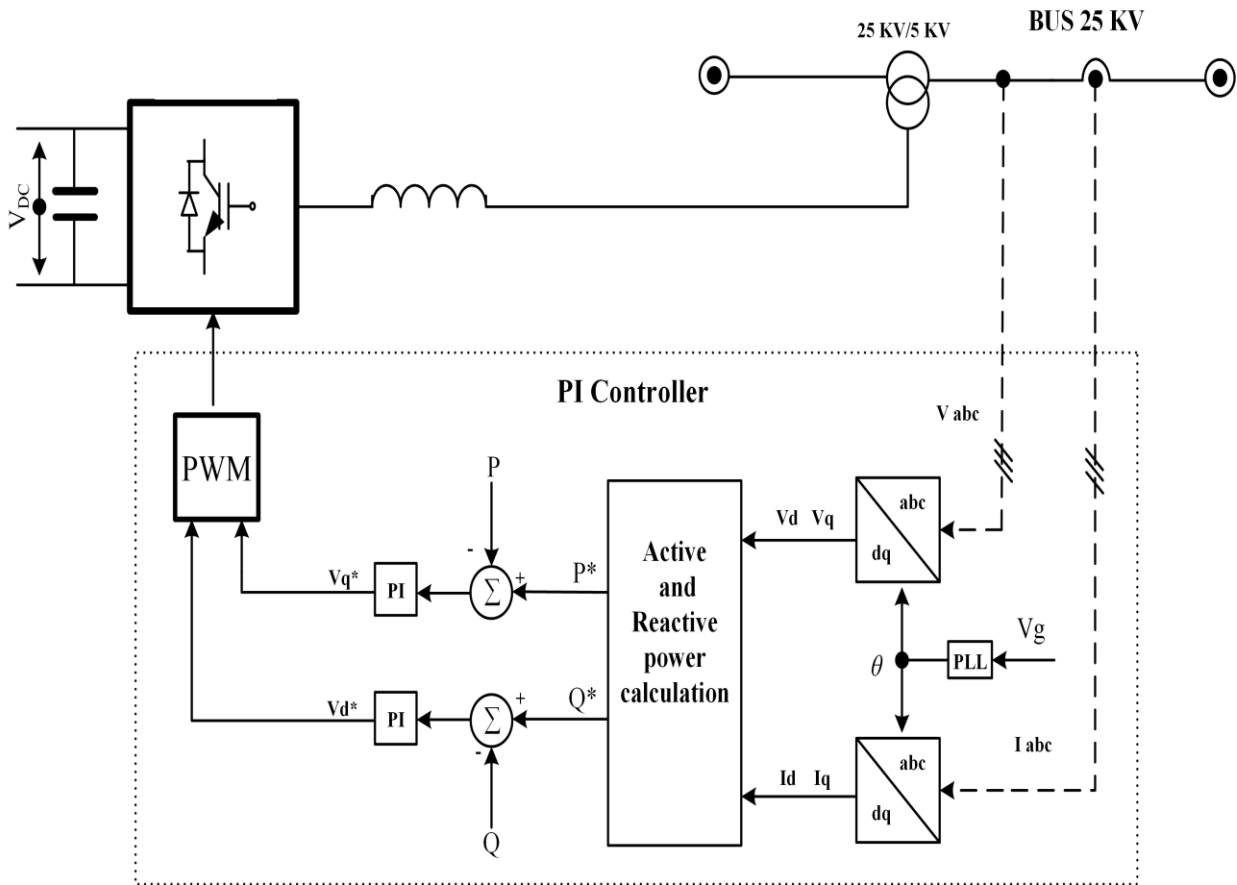 25 KV/5 KV
BUS 25 KV
VDC
PI Controller
V abc
PWM
P
-
Σ
+
P*
Vq*
PI
Active
and
Reactive
power
calculation
Vd Vq
abc
dq
θ
PLL
Vg
Vd*
PI
Σ
+
-
Q*
Q
Id Iq
abc
dq
I abc